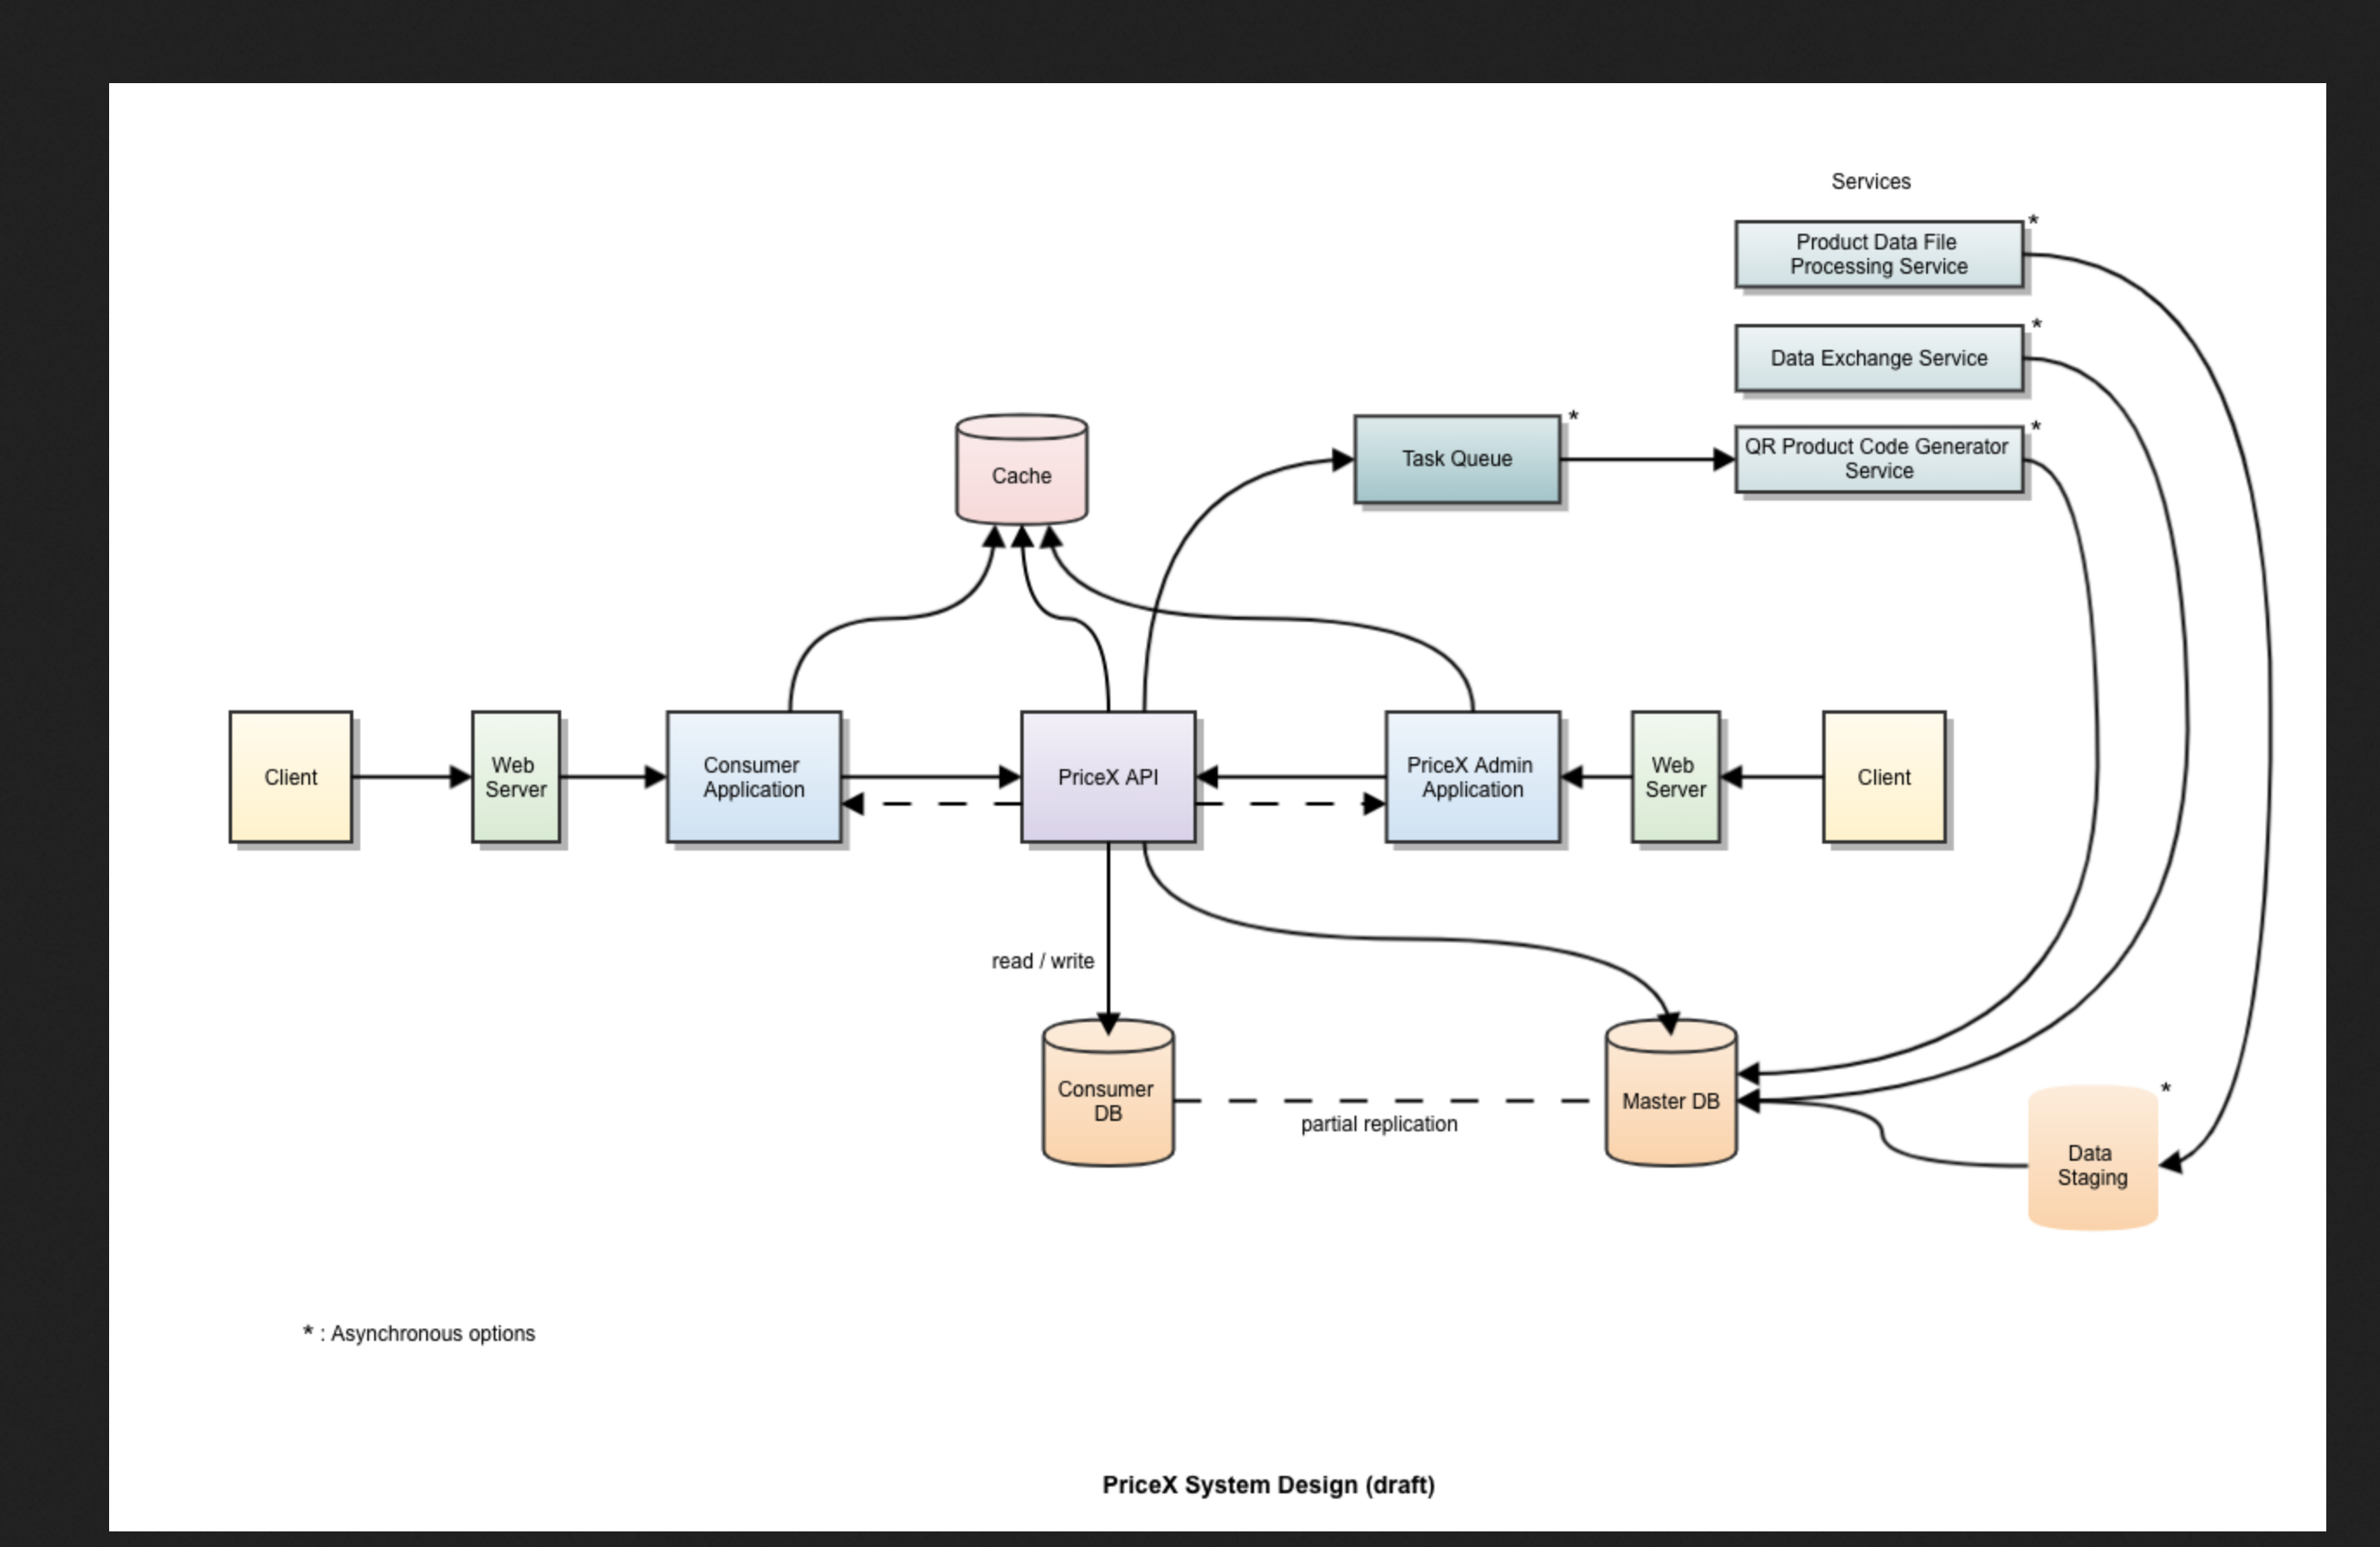 Services
*
Product Data File
Processing Service
*
Data Exchange Service
*
Task Queue
*
QR Product Code Generator
Service
Cache
Client
Web
Server
Consumer
Application
PriceX API
PriceX Admin
Application
Web
Server
Client
read / write
Consumer
DB
partial replication
Master DB
*
Data
Staging
* : Asynchronous options
PriceX System Design (draft)